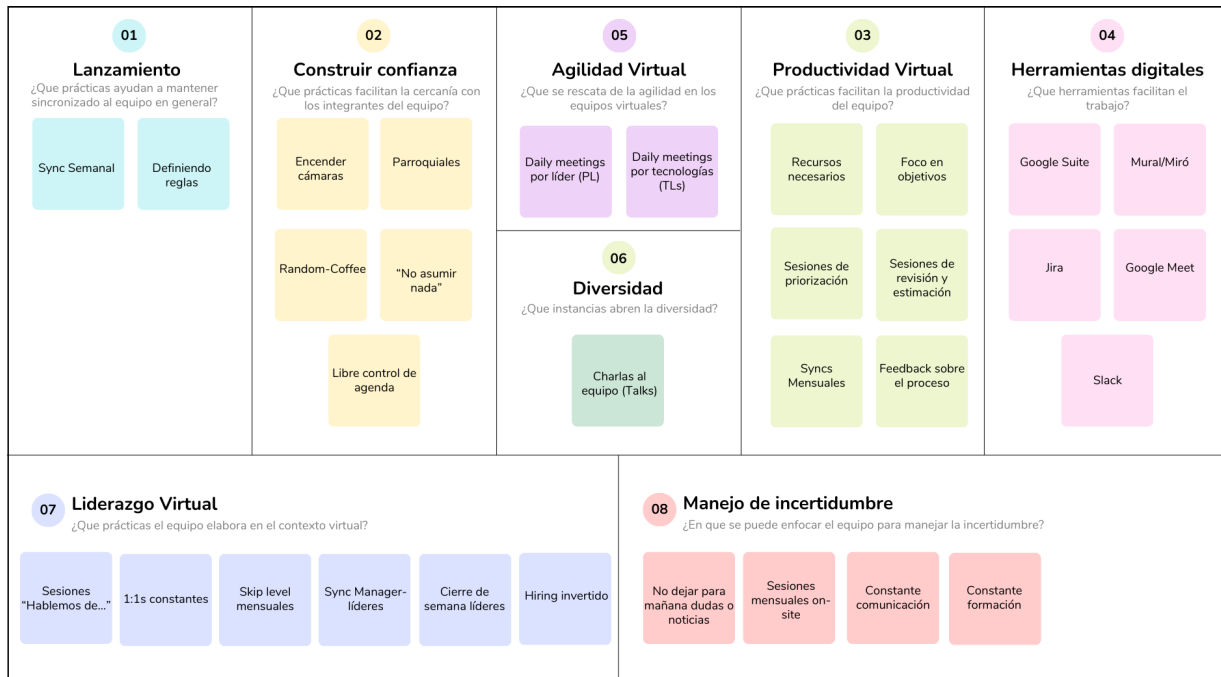 01
Lanzamiento
¿Que prácticas ayudan a mantener
sincronizado al equipo en general?
Sync Semanal
Definiendo
reglas
02
Construir confianza
¿Que prácticas facilitan la cercanía con
los integrantes del equipo?
Encender
cámaras
Parroquiales
Random-Coffee
“No asumir
nada”
Libre control de
agenda
05
Agilidad Virtual
¿Que se rescata de la agilidad en los
equipos virtuales?
Daily meetings
por líder (PL)
Daily meetings
por tecnologías
(TLs)
06
Diversidad
¿Que instancias abren la diversidad?
Charlas al
equipo (Talks)
03
Productividad Virtual
¿Que prácticas facilitan la productividad
del equipo?
Recursos
necesarios
Foco en
objetivos
Sesiones de
priorización
Sesiones de
revisión y
estimación
Syncs
Mensuales
Feedback sobre
el proceso
04
Herramientas digitales
¿Que herramientas facilitan el
trabajo?
Google Suite
Mural/Miró
Jira
Google Meet
Slack
07
Liderazgo Virtual
¿Que prácticas el equipo elabora en el contexto virtual?
Sesiones
“Hablemos de...”
1:1s constantes
Skip level
mensuales
Sync Manager-
líderes
Cierre de
semana líderes
Hiring invertido
08
Manejo de incertidumbre
¿En que se puede enfocar el equipo para manejar la incertidumbre?
No dejar para
mañana dudas o
noticias
Sesiones
mensuales on-
site
Constante
comunicación
Constante
formación